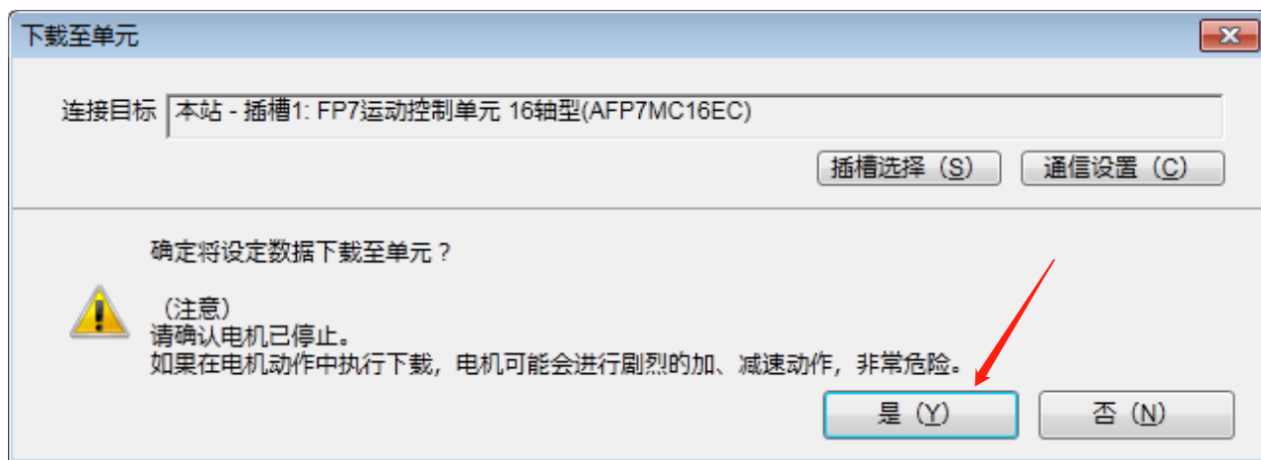 下载至单元
连接目标 本站 - 插槽1: FP7运动控制单元 16轴型(AFP7MC16EC)
插槽选择（S） 通信设置（C）
确定将设定数据下载至单元？
（注意）
请确认电机已停止。
如果在电机动作中执行下载，电机可能会进行剧烈的加、减速动作，非常危险。
是（Y） 否（N）